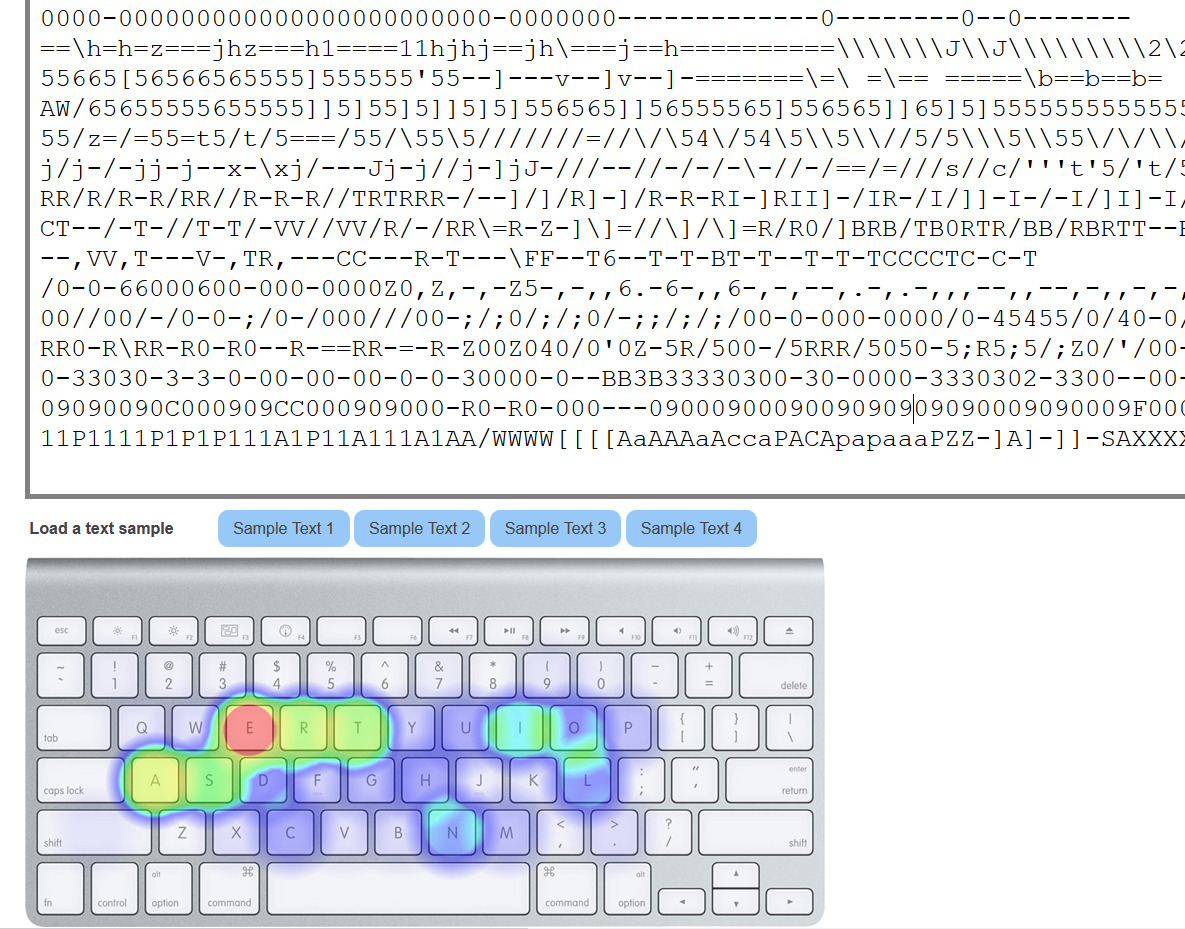 0000-000000000000000000000000-0000000-------------0--------0--0-------
==\h=h=z===jhz===h1====11hjhj==jh\===j==h==========\\\\\\\J\\J\\\\\\\\\2\2
55665[56566565555]555555'55--]---v--]v--]-=======\=\ =\== =====\b==b==b=
AW/65655555655555]]5]55]5]]5]5]556565]]56555565]556565]]65]5]5555555555555
55/z=/=55=t5/t/5===/55/\55\5///////=//\/\54\/54\5\\5\\//5/5\\\5\\55\/\/\\/
j/j-/-jj-j--x-\xj/---Jj-j//j-]jJ-///--//-/-/-\-//-/==/=///s//c/'''t'5/'t/5
RR/R/R-R/RR//R-R-R//TRTRRR-/--]/]/R]-]/R-R-RI-]RII]-/IR-/I/]]-I-/-I/]I]-I/
CT--/-T-//T-T/-VV//VV/R/-/RR\=R-Z-]\]=//\]/\]=R/R0/]BRB/TB0RTR/BB/RBRTT--R
--,VV,T---V-,TR,---CC---R-T---\FF--T6--T-T-BT-T--T-T-TCCCCTC-C-T
/0-0-66000600-000-0000Z0,Z,-,-Z5-,-,,6.-6-,,6-,-,--,.-,.-,,,--,,--,-,,-,-,
00//00/-/0-0-;/0-/000///00-;/;0/;/;0/-;;/;/;/00-0-000-0000/0-45455/0/40-0/
RR0-R\RR-R0-R0--R-==RR-=-R-Z00Z040/0'0Z-5R/500-/5RRR/5050-5;R5;5/;Z0/'/00-
0-33030-3-3-0-00-00-00-0-0-30000-0--BB3B33330300-30-0000-3330302-3300--00-
09090090C000909CC000909000-R0-R0-000---0900090009009090909090009090009F000
11P1111P1P1P111A1P11A111A1AA/WWWW[[[[AaAAAaAccaPACApapaaaPZZ-]A]-]]-SAXXXX
Load a text sample Sample Text 1 Sample Text 2 Sample Text 3 Sample Text 4
esc F1 F2 F3 F4 F5 F6 F7 F8 F9 F10 F11 F12
~ ! @ # $ % ^ & * ( ) _ +
` 1 2 3 4 5 6 7 8 9 0 - = delete
tab Q W E R T Y U I O P { [ } ] | \
caps lock A S D F G H J K L : ; " ' enter return
shift Z X C V B N M < , > . ? / shift
fn control alt option ⌘ command ⌘ command alt option